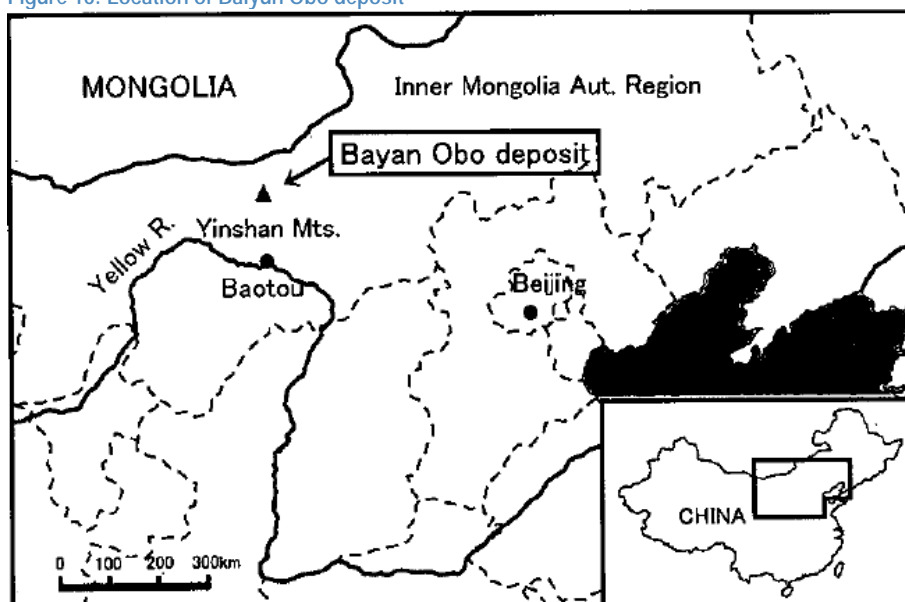 Figure 10: Location of Baiyan Obo deposit
MONGOLIA
Inner Mongolia Aut. Region
Bayan Obo deposit
Yinshan Mts.
Yellow R.
Baotou
Beijing
0 100 200 300km
CHINA